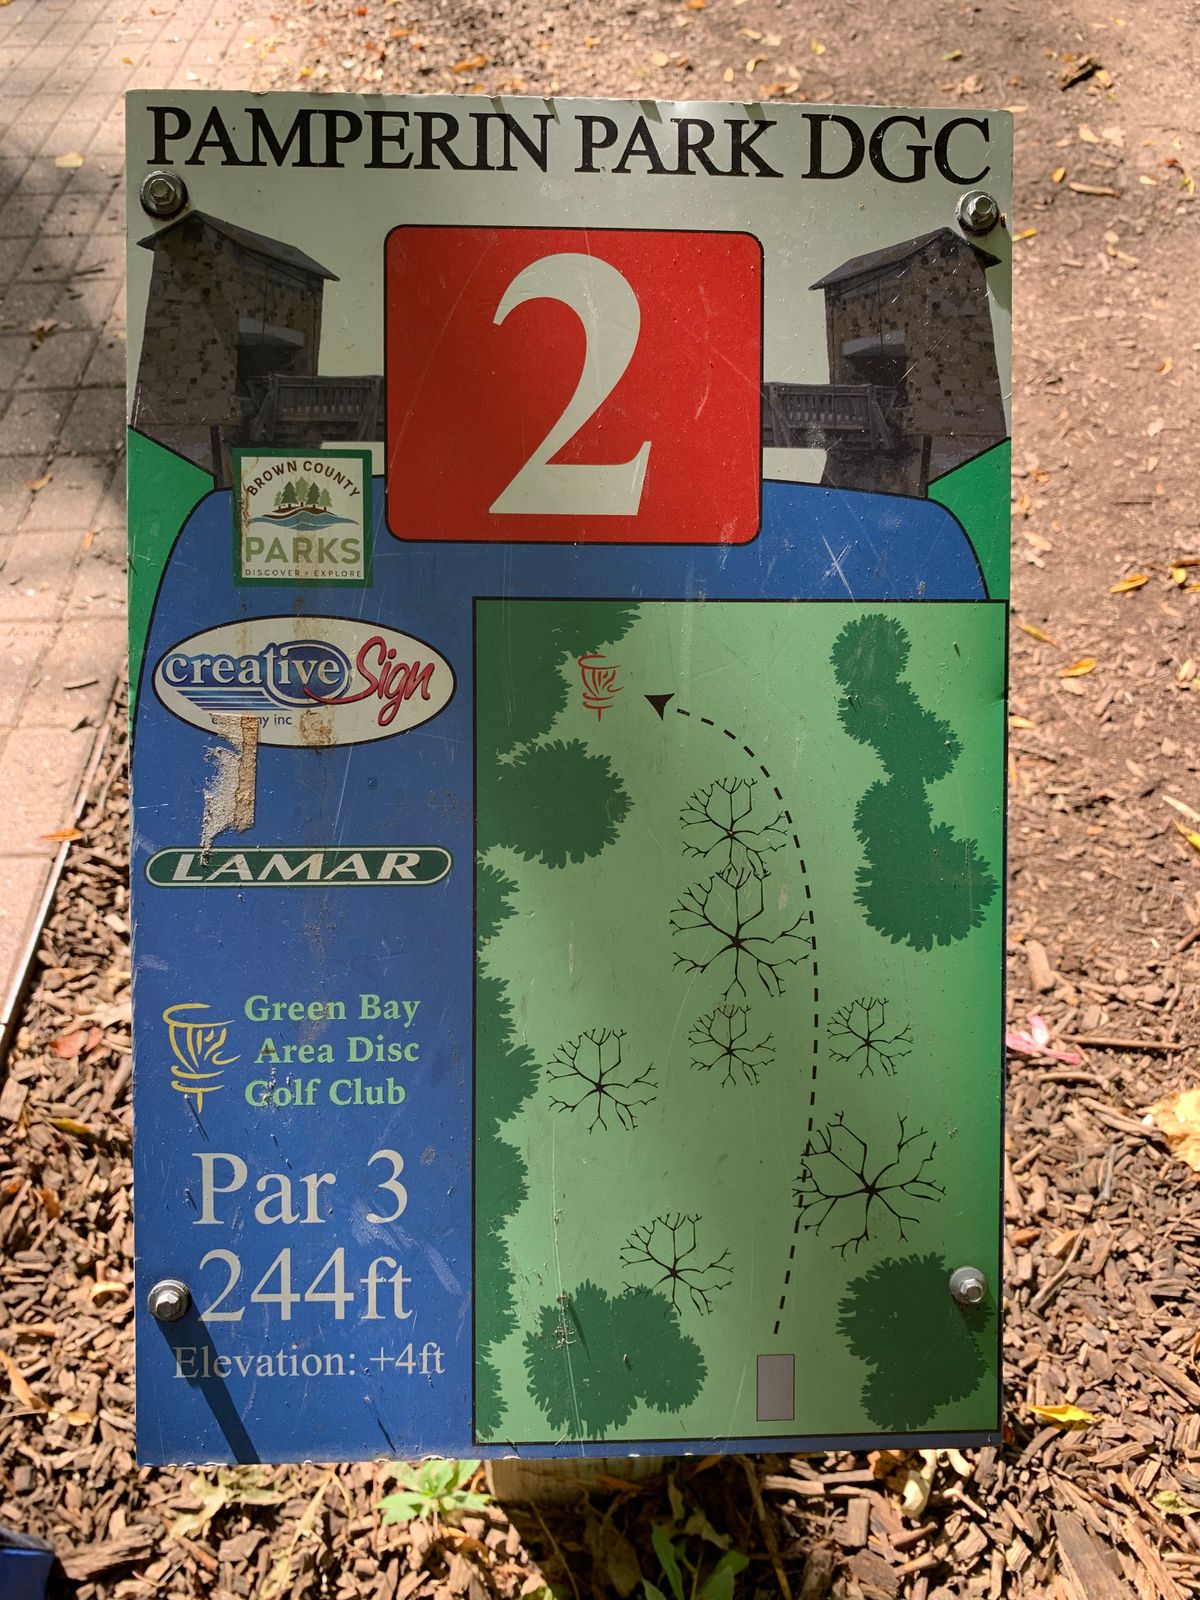 PAMPERIN PARK DGC
2
BROWN COUNTY
PARKS
DISCOVER • EXPLORE
creative Sign
inc
LAMAR
Green Bay
Area Disc
Golf Club
Par 3
244ft
Elevation: +4ft